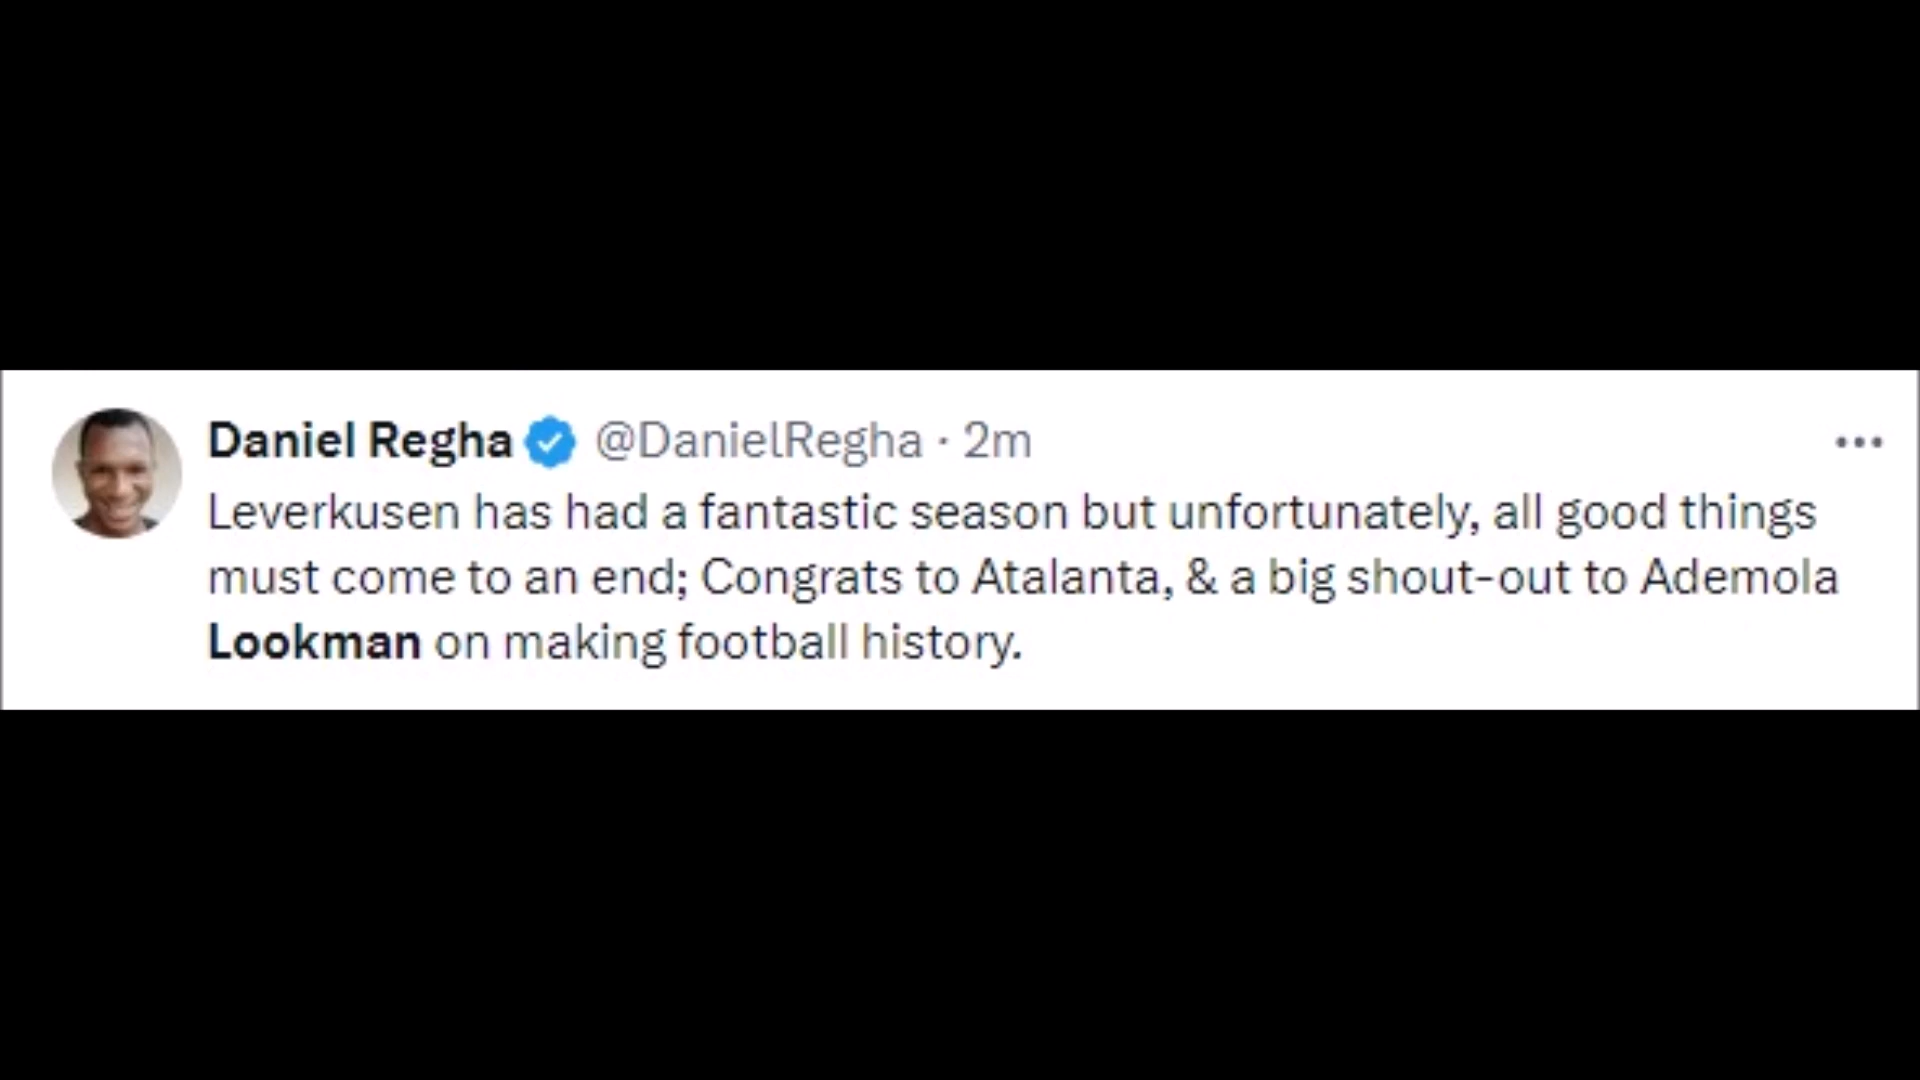 Daniel Regha @DanielRegha · 2m
Leverkusen has had a fantastic season but unfortunately, all good things
must come to an end; Congrats to Atalanta, & a big shout-out to Ademola
Lookman on making football history.